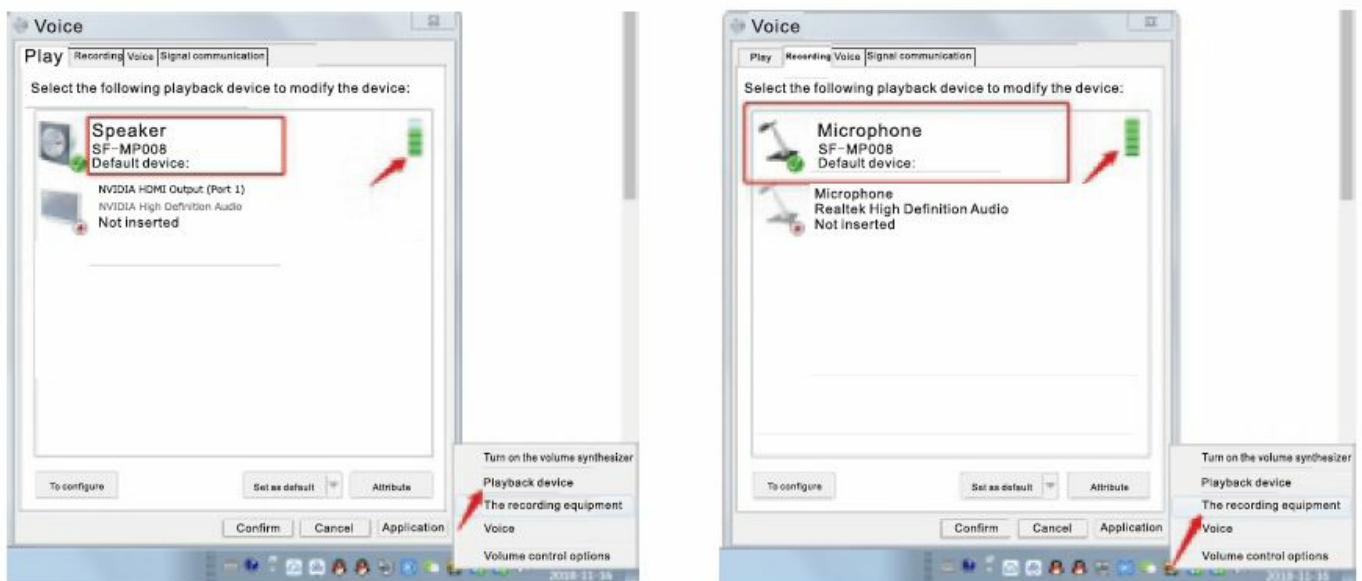 Voice
Play Recording Voice Signal communication
Select the following playback device to modify the device:
Speaker
SF-MP008
Default device:
NVIDIA HDMI Output (Port 1)
NVIDIA High Definition Audio
Not inserted
To configure Set as default Attribute
Confirm Cancel Application
Turn on the volume synthesizer
Playback device
The recording equipment
Voice
Volume control options
2018-11-16
Voice
Play Recording Voice Signal communication
Select the following playback device to modify the device:
Microphone
SF-MP008
Default device:
Microphone
Realtek High Definition Audio
Not inserted
To configure Set as default Attribute
Confirm Cancel Application
Turn on the volume synthesizer
Playback device
The recording equipment
Voice
Volume control options